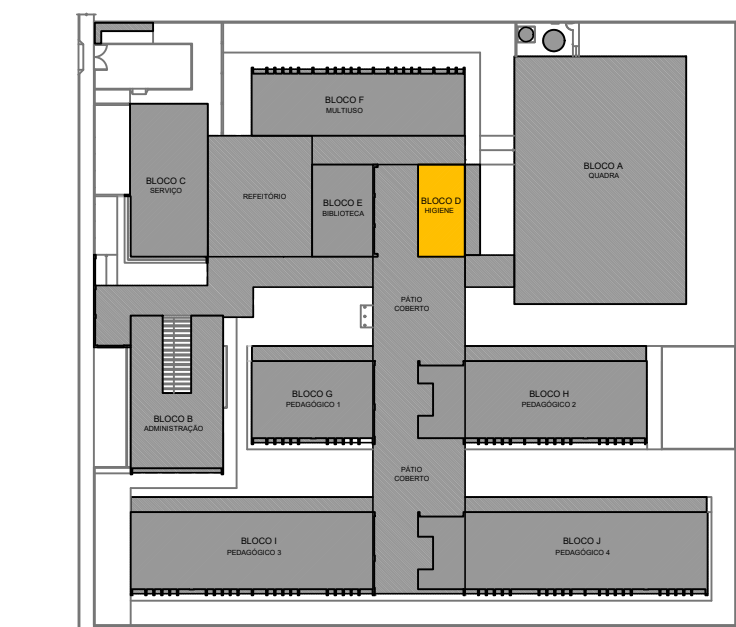 BLOCO F
MULTIUSO
BLOCO A
QUADRA
BLOCO C
SERVIÇO
REFEITÓRIO
BLOCO E
BIBLIOTECA
BLOCO D
HIGIENE
PÁTIO
COBERTO
BLOCO G
PEDAGÓGICO 1
BLOCO H
PEDAGÓGICO 2
BLOCO B
ADMINISTRAÇÃO
PÁTIO
COBERTO
BLOCO I
PEDAGÓGICO 3
BLOCO J
PEDAGÓGICO 4